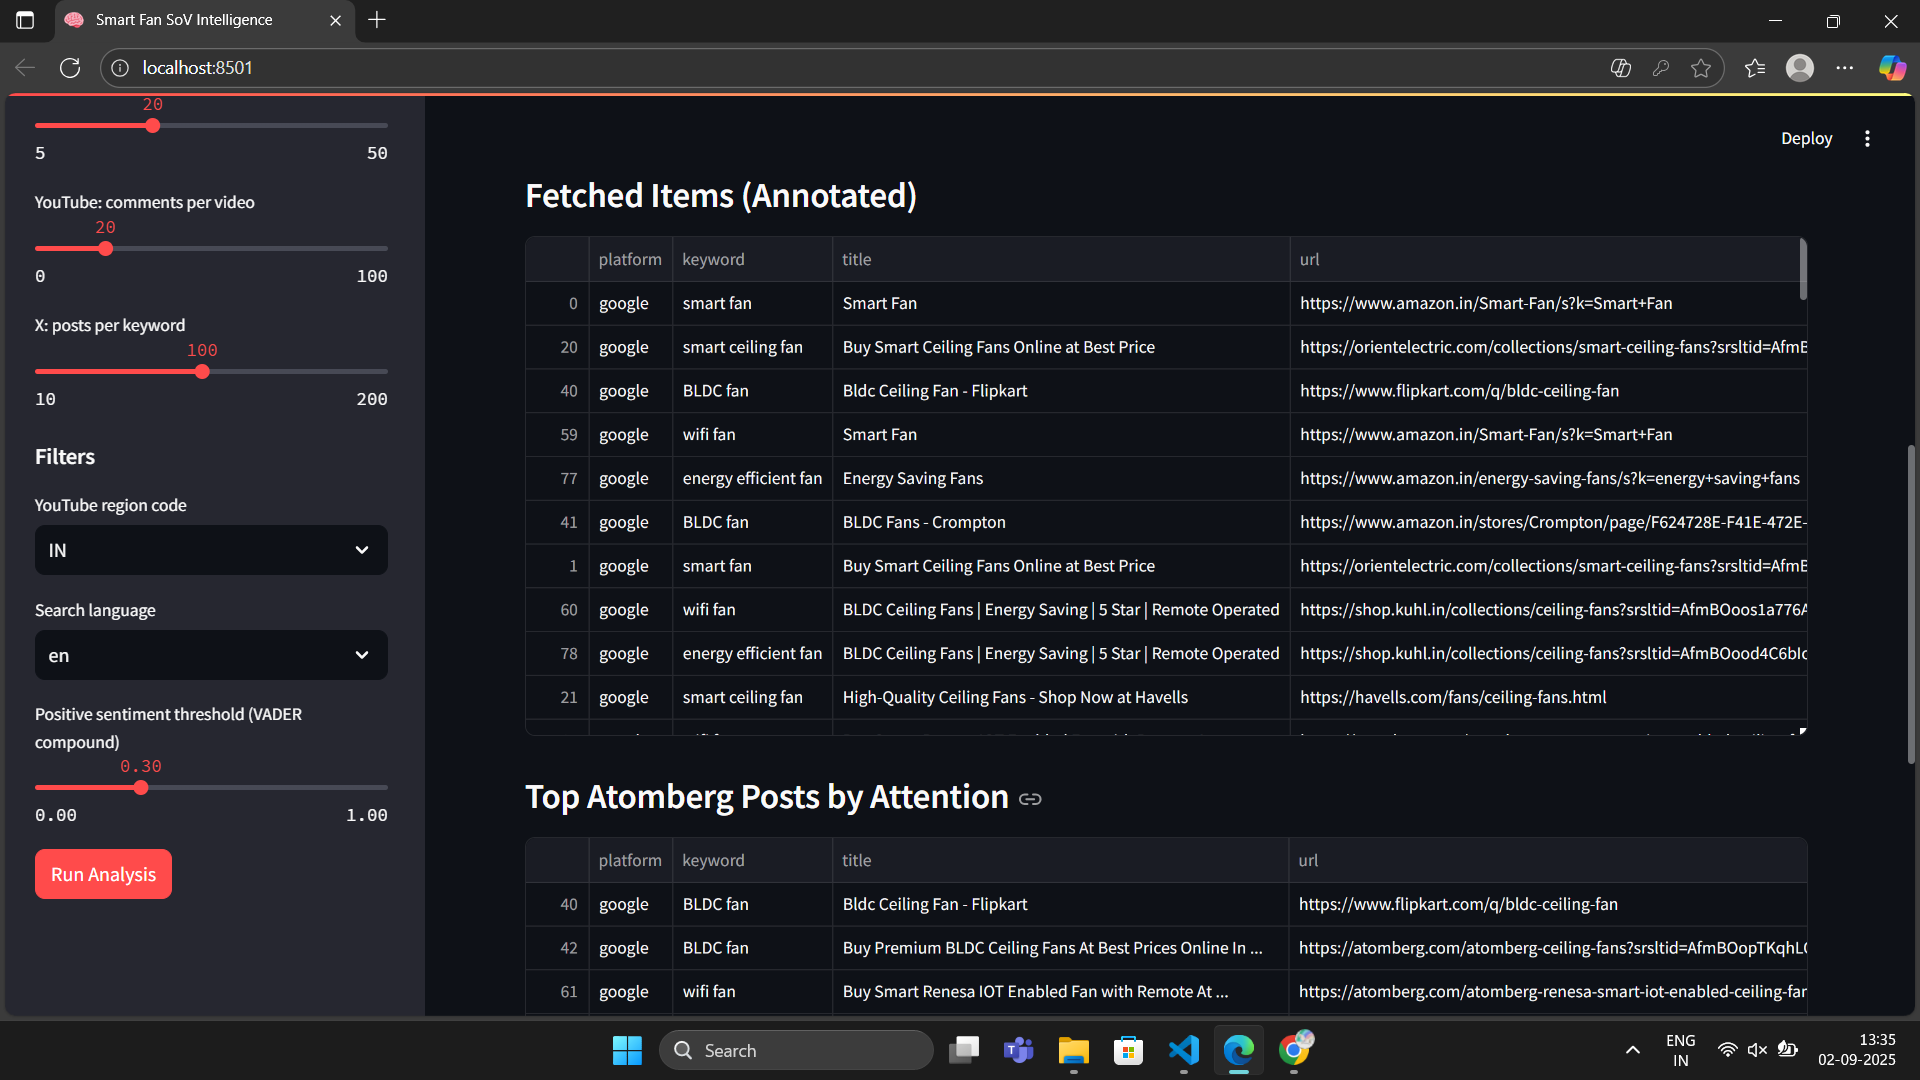 Smart Fan SoV Intelligence
localhost:8501
20
5 50
YouTube: comments per video
20
0 100
X: posts per keyword
100
10 200
Filters
YouTube region code
IN
Search language
en
Positive sentiment threshold (VADER
compound)
0.30
0.00 1.00
Run Analysis
Deploy
Fetched Items (Annotated)
platform keyword title url
0 google smart fan Smart Fan https://www.amazon.in/Smart-Fan/s?k=Smart+Fan
20 google smart ceiling fan Buy Smart Ceiling Fans Online at Best Price https://orientelectric.com/collections/smart-ceiling-fans?srsltid=AfmB
40 google BLDC fan Bldc Ceiling Fan - Flipkart https://www.flipkart.com/q/bldc-ceiling-fan
59 google wifi fan Smart Fan https://www.amazon.in/Smart-Fan/s?k=Smart+Fan
77 google energy efficient fan Energy Saving Fans https://www.amazon.in/energy-saving-fans/s?k=energy+saving+fans
41 google BLDC fan BLDC Fans - Crompton https://www.amazon.in/stores/Crompton/page/F624728E-F41E-472E-
1 google smart fan Buy Smart Ceiling Fans Online at Best Price https://orientelectric.com/collections/smart-ceiling-fans?srsltid=AfmB
60 google wifi fan BLDC Ceiling Fans | Energy Saving | 5 Star | Remote Operated https://shop.kuhl.in/collections/ceiling-fans?srsltid=AfmBOoos1a776A
78 google energy efficient fan BLDC Ceiling Fans | Energy Saving | 5 Star | Remote Operated https://shop.kuhl.in/collections/ceiling-fans?srsltid=AfmBOood4C6bIc
21 google smart ceiling fan High-Quality Ceiling Fans - Shop Now at Havells https://havells.com/fans/ceiling-fans.html
Top Atomberg Posts by Attention
platform keyword title url
40 google BLDC fan Bldc Ceiling Fan - Flipkart https://www.flipkart.com/q/bldc-ceiling-fan
42 google BLDC fan Buy Premium BLDC Ceiling Fans At Best Prices Online In ... https://atomberg.com/atomberg-ceiling-fans?srsltid=AfmBOopTKqhL
61 google wifi fan Buy Smart Renesa IOT Enabled Fan with Remote At ... https://atomberg.com/atomberg-renesa-smart-iot-enabled-ceiling-far
Search
ENG
IN
13:35
02-09-2025